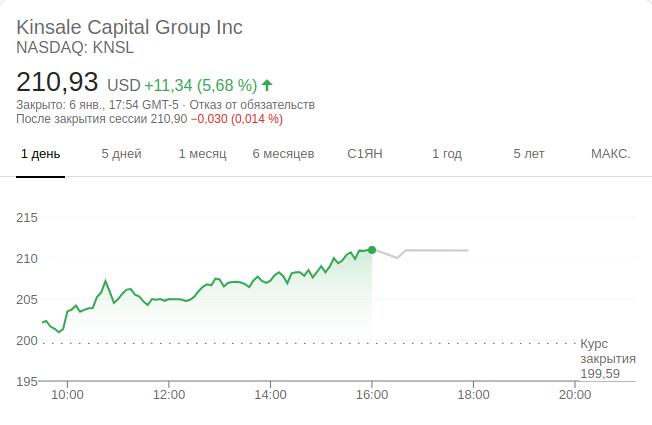 Kinsale Capital Group Inc
NASDAQ: KNSL
210,93 USD +11,34 (5,68 %)
Закрыто: 6 янв., 17:54 GMT-5 · Отказ от обязательств
После закрытия сессии 210,90 −0,030 (0,014 %)
1 день 5 дней 1 месяц 6 месяцев С1ЯН 1 год 5 лет МАКС.
215
210
205
200
195
Курс
закрытия
199,59
10:00 12:00 14:00 16:00 18:00 20:00